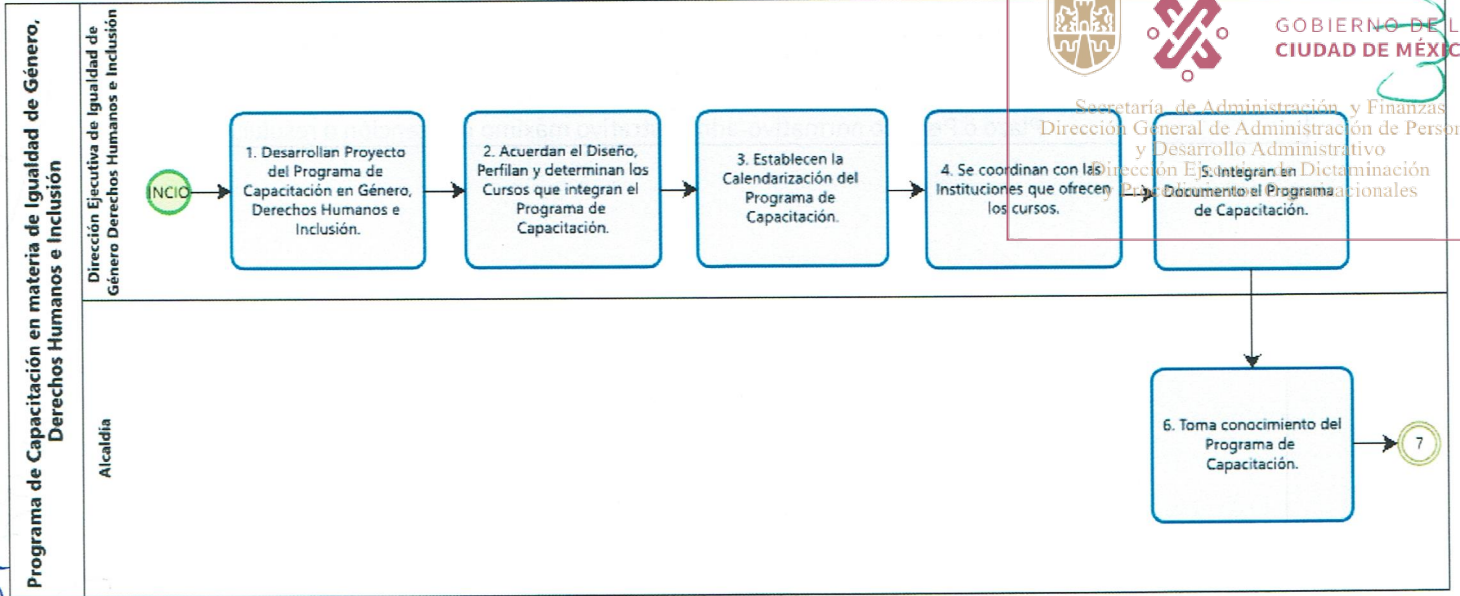 Programa de Capacitación en materia de Igualdad de Género,
Derechos Humanos e Inclusión
Dirección Ejecutiva de Igualdad de
Género Derechos Humanos e Inclusión
INCIO
1. Desarrollan Proyecto
del Programa de
Capacitación en Género,
Derechos Humanos e
Inclusión.
2. Acuerdan el Diseño,
Perfilan y determinan los
Cursos que integran el
Programa de
Capacitación.
3. Establecen la
Calendarización del
Programa de
Capacitación.
4. Se coordinan con las
Instituciones que ofrecen
los cursos.
5. Integran en
Documento el Programa
de Capacitación.
GOBIERNO DE L
CIUDAD DE MÉXIC
Secretaría de Administración y Finanzas
Dirección General de Administración de Person
y Desarrollo Administrativo
Dirección Ejecutiva de Dictaminación
y
Alcaldía
6. Toma conocimiento del
Programa de
Capacitación.
7